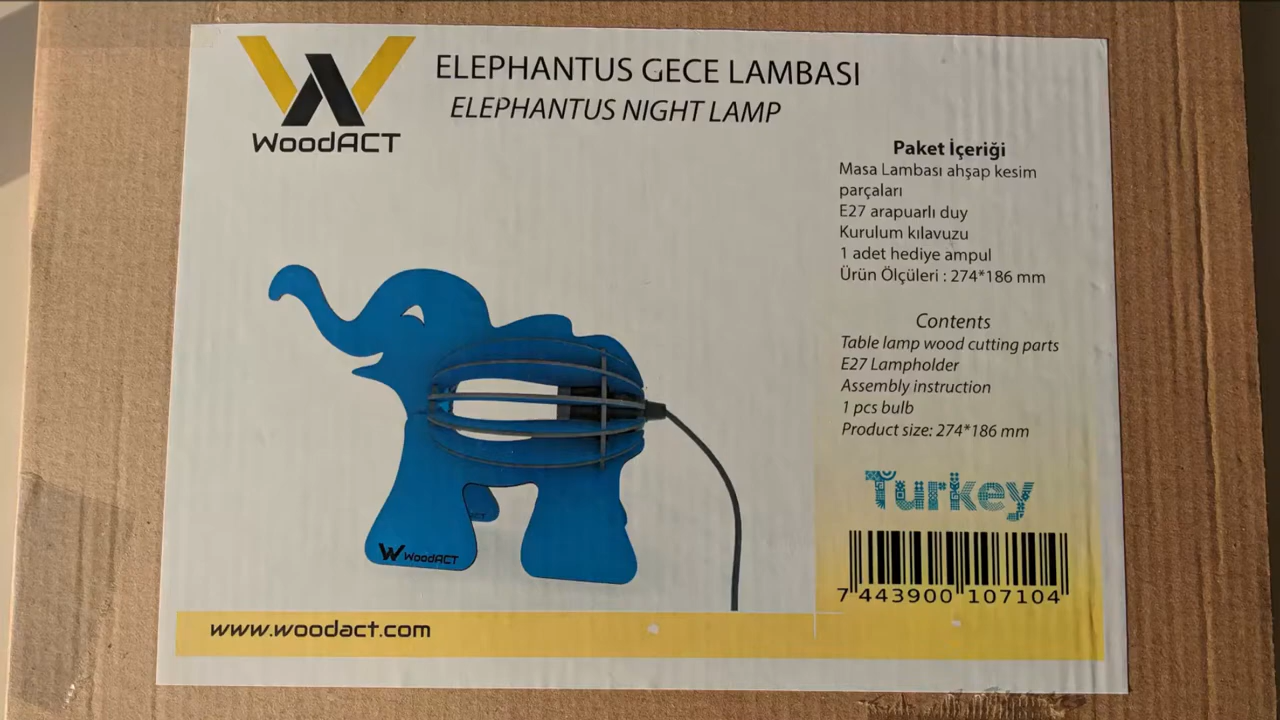 WoodACT
ELEPHANTUS GECE LAMBASI
ELEPHANTUS NIGHT LAMP
Paket İçeriği
Masa Lambası ahşap kesim
parçaları
E27 arapuarlı duy
Kurulum kılavuzu
1 adet hediye ampul
Ürün Ölçüleri : 274*186 mm
Contents
Table lamp wood cutting parts
E27 Lampholder
Assembly instruction
1 pcs bulb
Product size: 274*186 mm
Turkey
7 443900 107104
WoodACT
ACT
www.woodact.com